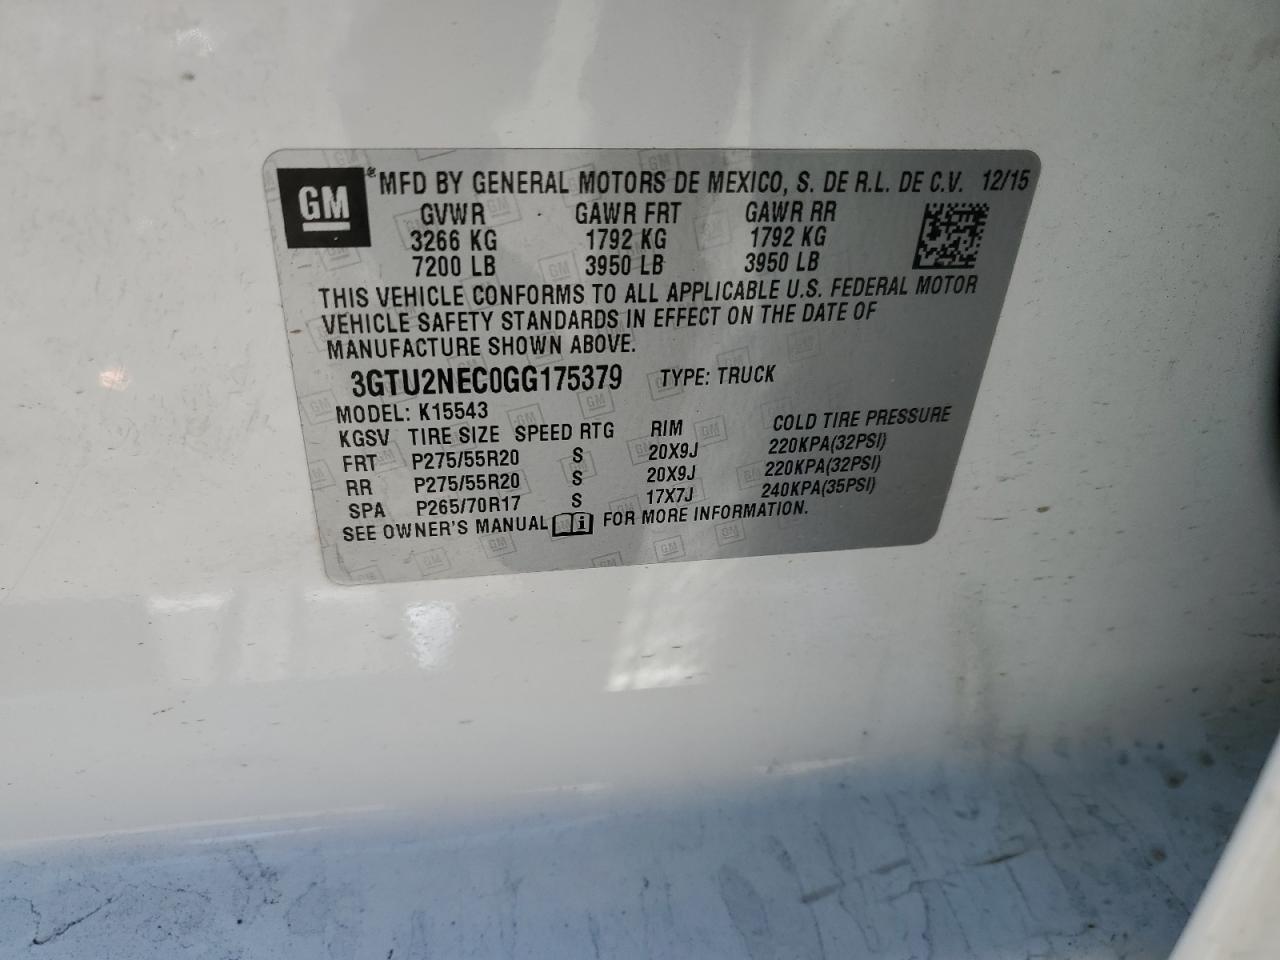 GM MFD BY GENERAL MOTORS DE MEXICO, S. DE R.L. DE C.V. 12/15
GVWR GAWR FRT GAWR RR
3266 KG 1792 KG 1792 KG
7200 LB 3950 LB 3950 LB
THIS VEHICLE CONFORMS TO ALL APPLICABLE U.S. FEDERAL MOTOR
VEHICLE SAFETY STANDARDS IN EFFECT ON THE DATE OF
MANUFACTURE SHOWN ABOVE.
3GTU2NEC0GG175379 TYPE: TRUCK
MODEL: K15543
KGSV TIRE SIZE SPEED RTG RIM COLD TIRE PRESSURE
FRT P275/55R20 S 20X9J 220KPA(32PSI)
RR P275/55R20 S 20X9J 220KPA(32PSI)
SPA P265/70R17 S 17X7J 240KPA(35PSI)
SEE OWNER'S MANUAL FOR MORE INFORMATION.